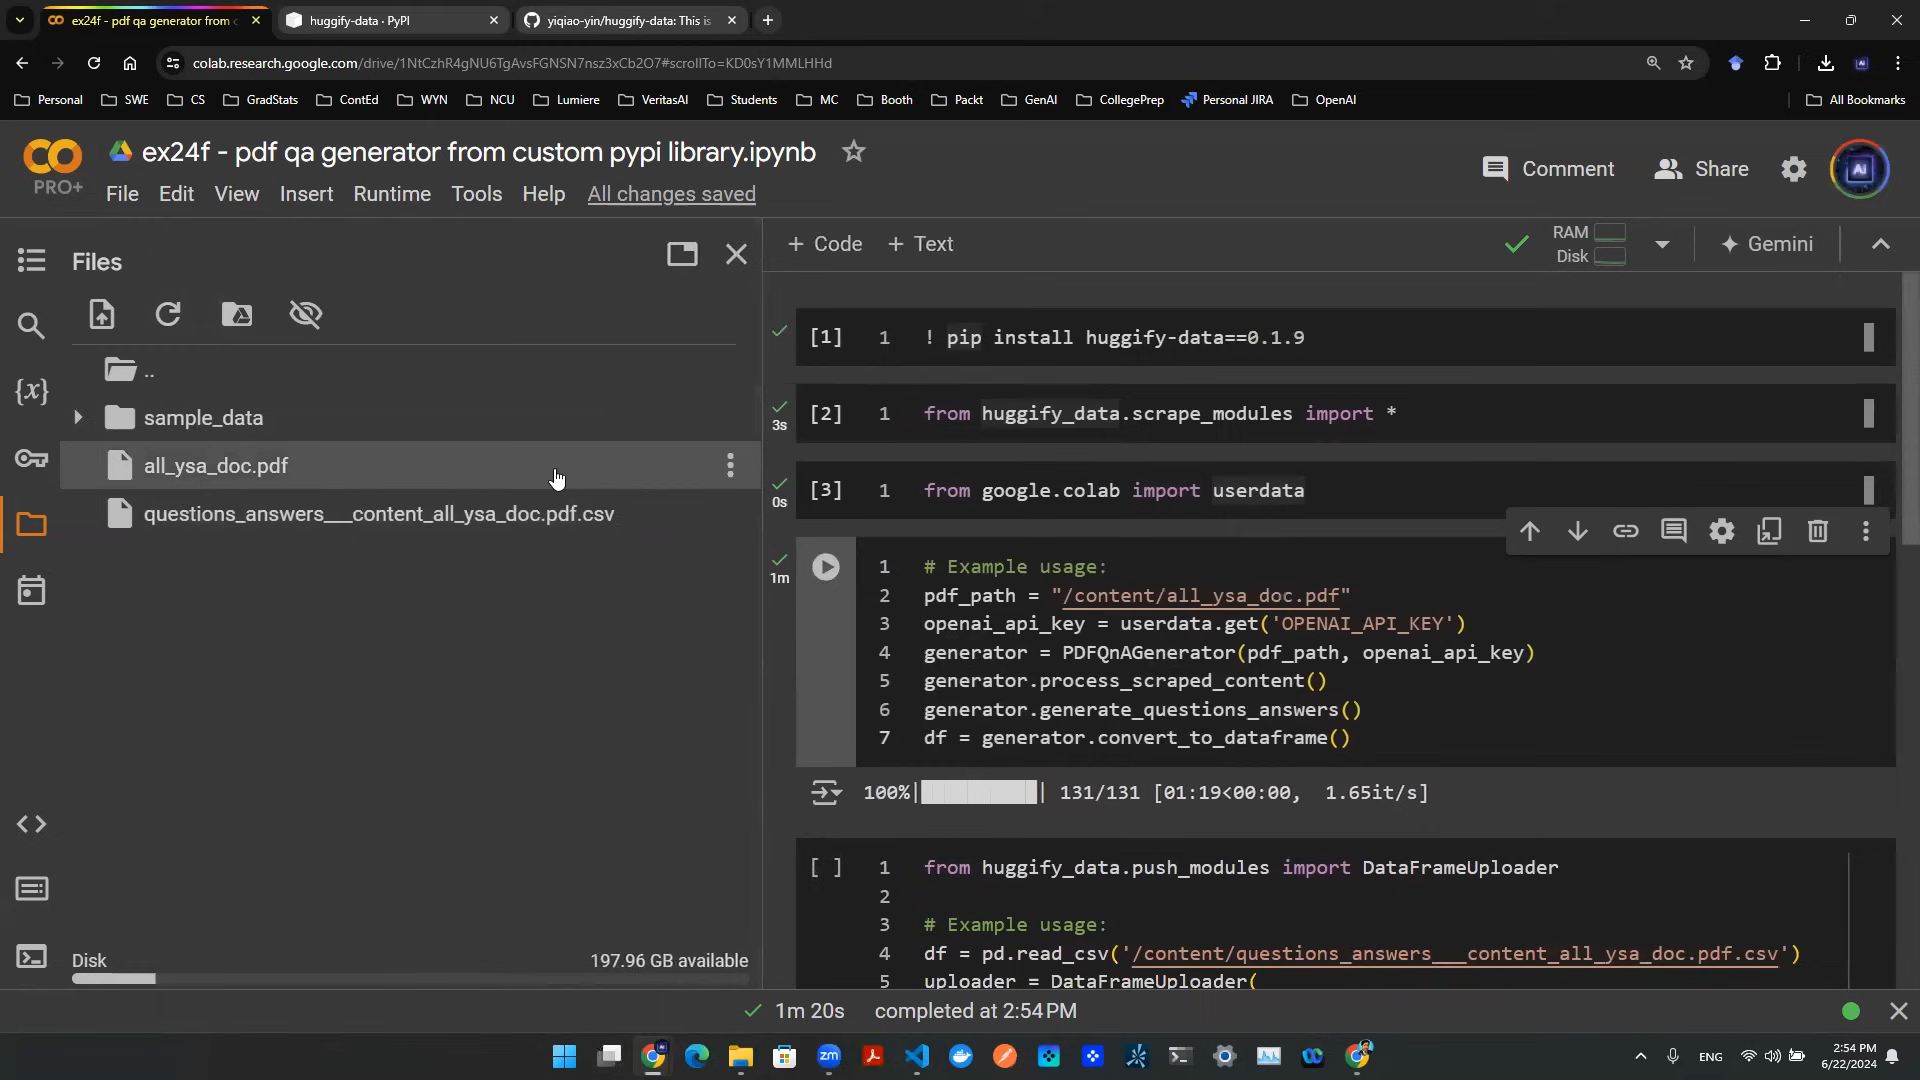 ex24f - pdf qa generator from c
huggify-data · PyPI
yiqiao-yin/huggify-data: This is
colab.research.google.com/drive/1NtCzhR4gNU6TgAvsFGNSN7nsz3xCb2O7#scrollTo=KD0sY1MMLHHd
Personal
SWE
CS
GradStats
ContEd
WYN
NCU
Lumiere
VeritasAI
Students
MC
Booth
Packt
GenAI
CollegePrep
Personal JIRA
OpenAI
All Bookmarks
CO
PRO+
ex24f - pdf qa generator from custom pypi library.ipynb
Comment
Share
AI
File Edit View Insert Runtime Tools Help All changes saved
Files
+ Code + Text
RAM
Disk
Gemini
..
sample_data
all_ysa_doc.pdf
questions_answers___content_all_ysa_doc.pdf.csv
{x}
Disk
197.96 GB available
[1] 1 ! pip install huggify-data==0.1.9
[2] 1 from huggify_data.scrape_modules import *
3s
[3] 1 from google.colab import userdata
0s
1m
1 # Example usage:
2 pdf_path = "/content/all_ysa_doc.pdf"
3 openai_api_key = userdata.get('OPENAI_API_KEY')
4 generator = PDFQnAGenerator(pdf_path, openai_api_key)
5 generator.process_scraped_content()
6 generator.generate_questions_answers()
7 df = generator.convert_to_dataframe()
100%|██████████| 131/131 [01:19<00:00, 1.65it/s]
[ ] 1 from huggify_data.push_modules import DataFrameUploader
2
3 # Example usage:
4 df = pd.read_csv('/content/questions_answers___content_all_ysa_doc.pdf.csv')
5 uploader = DataFrameUploader(
1m 20s completed at 2:54 PM
zm
ENG
2:54 PM
6/22/2024